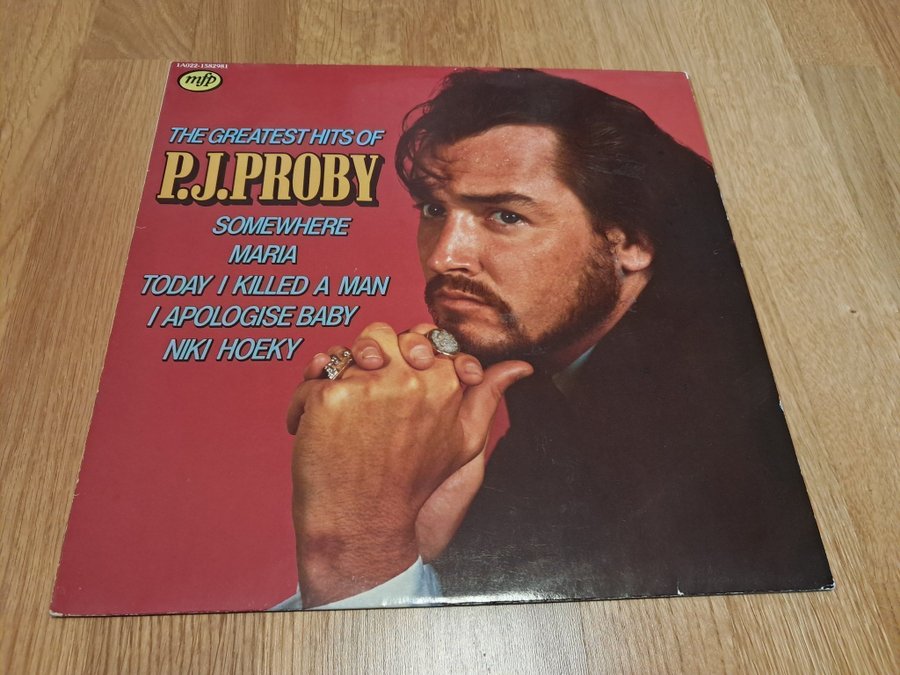 1A022-1582981
mfp
THE GREATEST HITS OF
P.J.PROBY
SOMEWHERE
MARIA
TODAY I KILLED A MAN
I APOLOGISE BABY
NIKI HOEKY